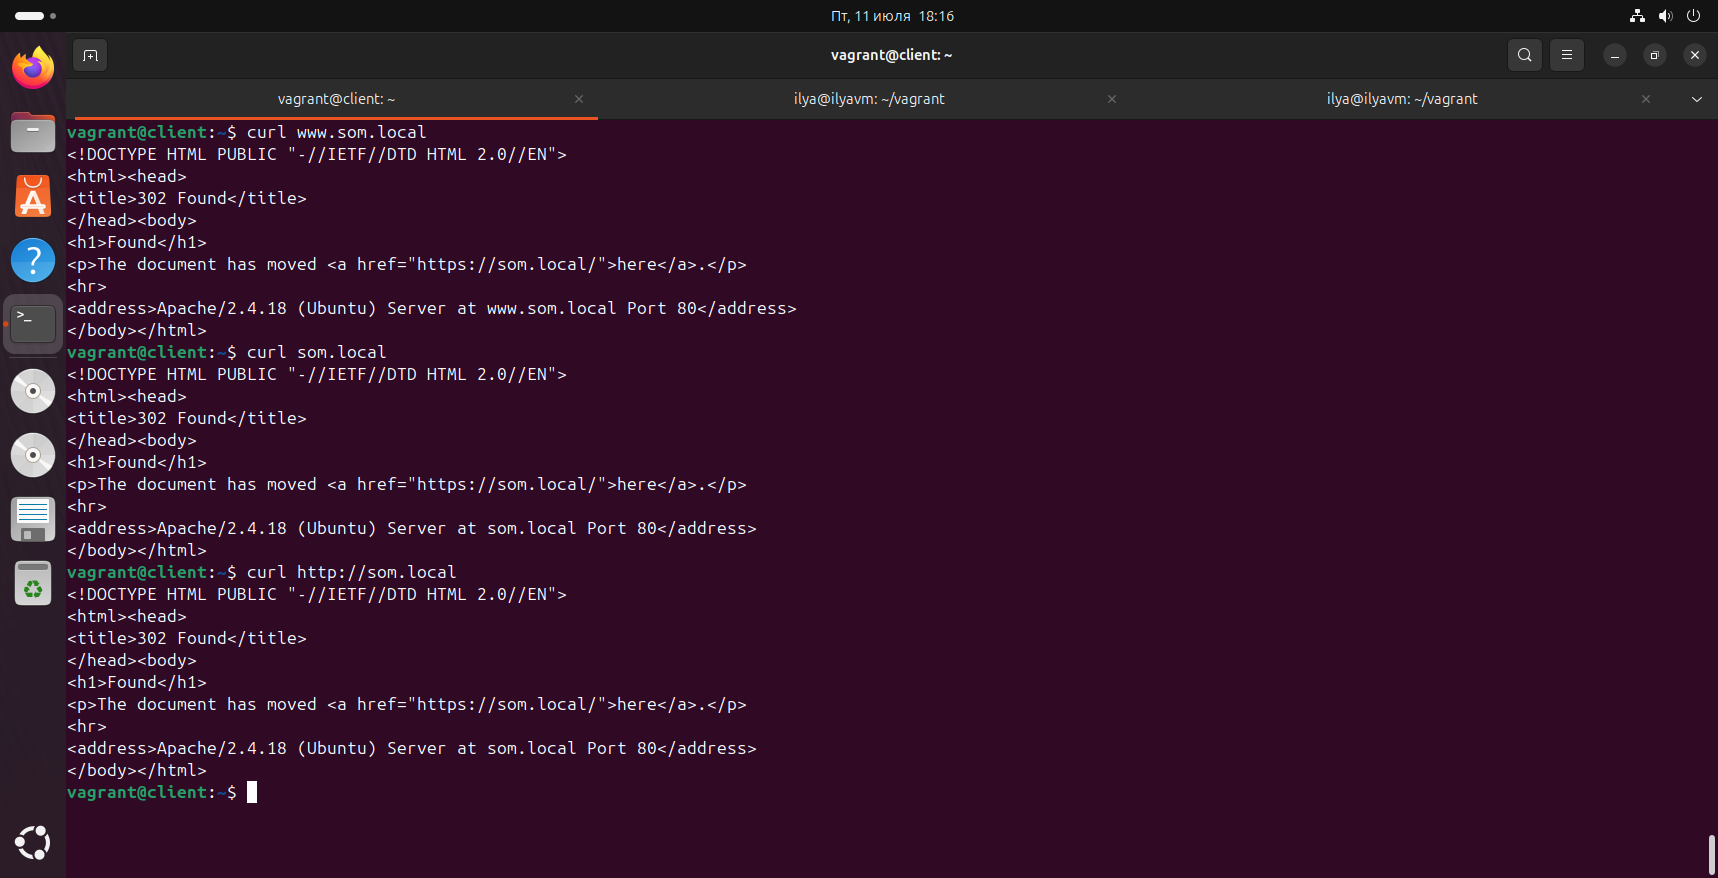 Пт, 11 июля 18:16
vagrant@client: ~
vagrant@client: ~
ilya@ilyavm: ~/vagrant
ilya@ilyavm: ~/vagrant
vagrant@client:~$ curl www.som.local
<!DOCTYPE HTML PUBLIC "-//IETF//DTD HTML 2.0//EN">
<html><head>
<title>302 Found</title>
</head><body>
<h1>Found</h1>
<p>The document has moved <a href="https://som.local/">here</a>.</p>
<hr>
<address>Apache/2.4.18 (Ubuntu) Server at www.som.local Port 80</address>
</body></html>
vagrant@client:~$ curl som.local
<!DOCTYPE HTML PUBLIC "-//IETF//DTD HTML 2.0//EN">
<html><head>
<title>302 Found</title>
</head><body>
<h1>Found</h1>
<p>The document has moved <a href="https://som.local/">here</a>.</p>
<hr>
<address>Apache/2.4.18 (Ubuntu) Server at som.local Port 80</address>
</body></html>
vagrant@client:~$ curl http://som.local
<!DOCTYPE HTML PUBLIC "-//IETF//DTD HTML 2.0//EN">
<html><head>
<title>302 Found</title>
</head><body>
<h1>Found</h1>
<p>The document has moved <a href="https://som.local/">here</a>.</p>
<hr>
<address>Apache/2.4.18 (Ubuntu) Server at som.local Port 80</address>
</body></html>
vagrant@client:~$